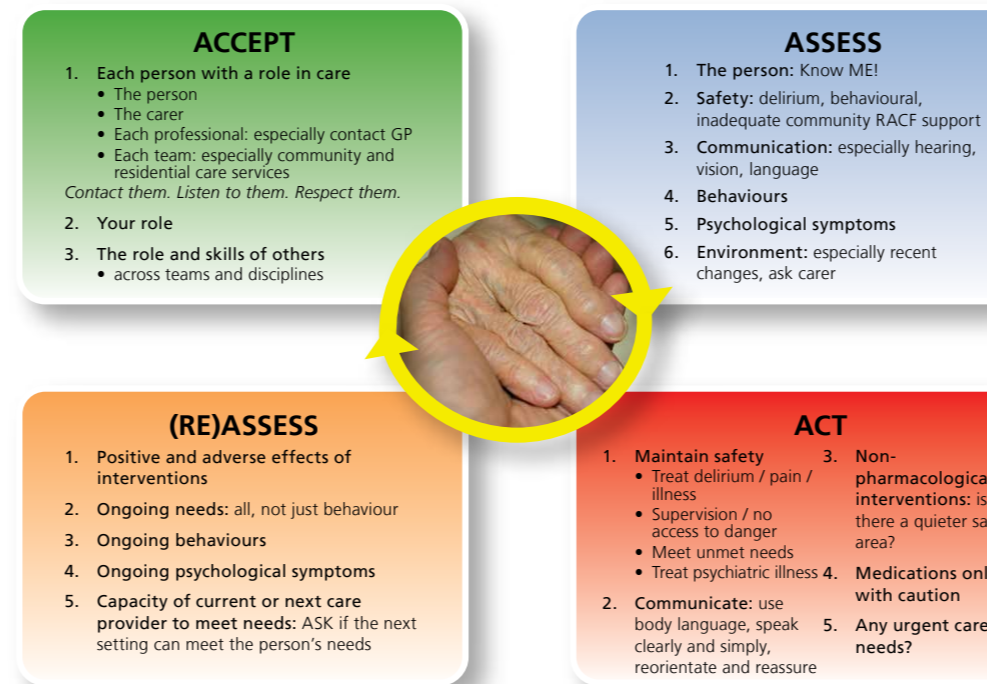 ACCEPT
1. Each person with a role in care
• The person
• The carer
• Each professional: especially contact GP
• Each team: especially community and
residential care services
Contact them. Listen to them. Respect them.
2. Your role
3. The role and skills of others
• across teams and disciplines
ASSESS
1. The person: Know ME!
2. Safety: delirium, behavioural,
inadequate community RACF support
3. Communication: especially hearing,
vision, language
4. Behaviours
5. Psychological symptoms
6. Environment: especially recent
changes, ask carer
(RE)ASSESS
1. Positive and adverse effects of
interventions
2. Ongoing needs: all, not just behaviour
3. Ongoing behaviours
4. Ongoing psychological symptoms
5. Capacity of current or next care
provider to meet needs: ASK if the next
setting can meet the person's needs
ACT
1. Maintain safety
• Treat delirium / pain /
illness
• Supervision / no
access to danger
• Meet unmet needs
• Treat psychiatric illness
2. Communicate: use
body language, speak
clearly and simply,
reorientate and reassure
3. Non-
pharmacologica
interventions: is
there a quieter sa
area?
4. Medications onl
with caution
5. Any urgent care
needs?